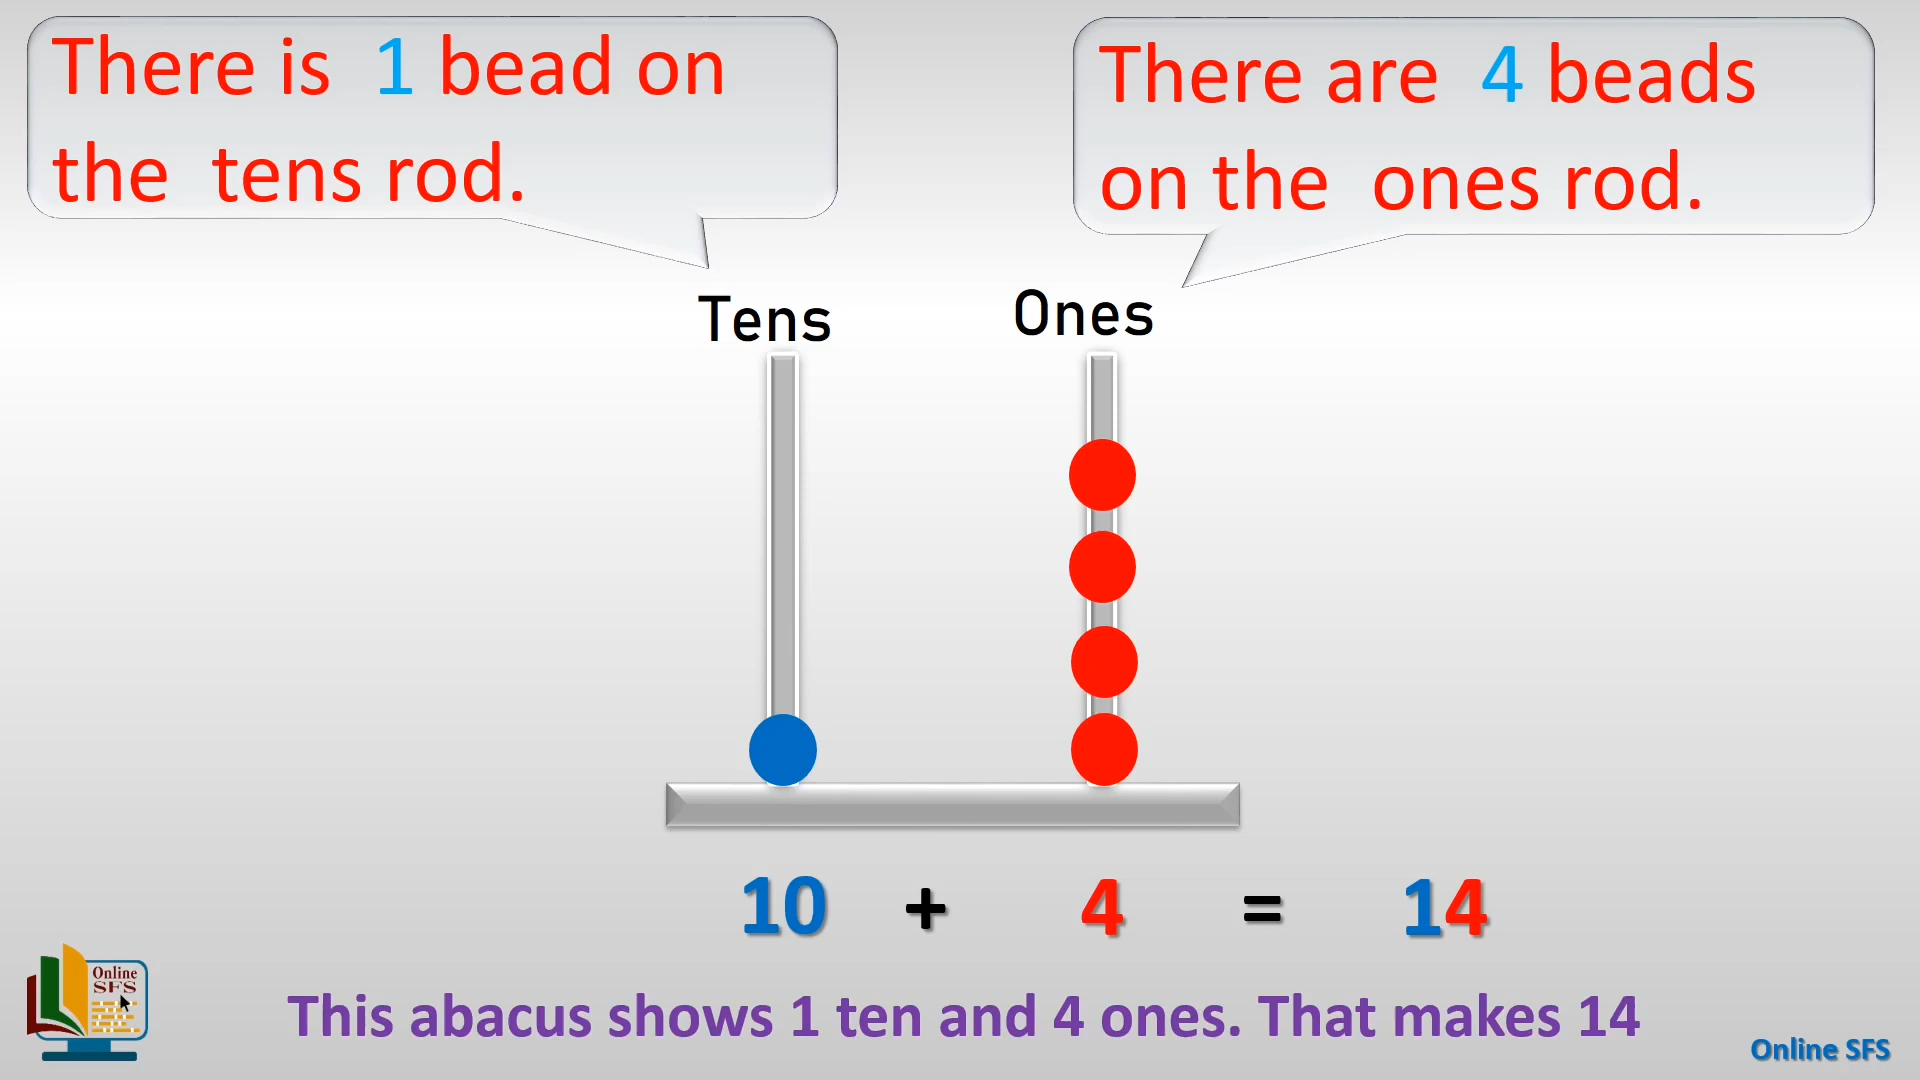 There is 1 bead on
the tens rod.
There are 4 beads
on the ones rod.
Tens
Ones
10 + 4 = 14
Online
SFS
This abacus shows 1 ten and 4 ones. That makes 14
Online SFS